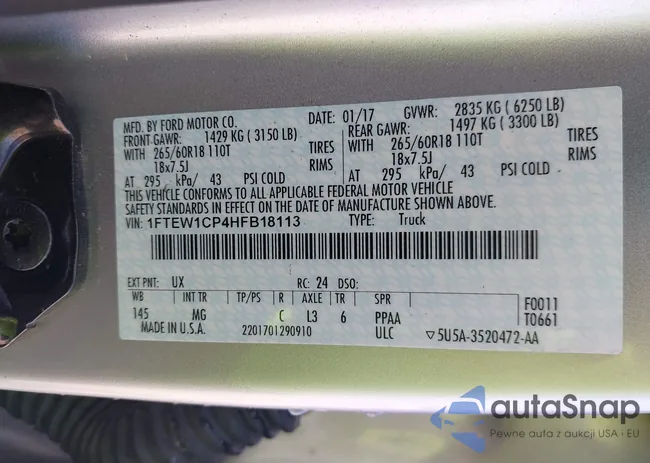 MFD. BY FORD MOTOR CO. DATE: 01/17 GVWR: 2835 KG ( 6250 LB)
FRONT GAWR: 1429 KG ( 3150 LB) REAR GAWR: 1497 KG ( 3300 LB)
WITH 265/60R18 110T TIRES WITH 265/60R18 110T TIRES
18x7.5J RIMS 18x7.5J RIMS
AT 295 kPa/ 43 PSI COLD AT 295 kPa/ 43 PSI COLD
THIS VEHICLE CONFORMS TO ALL APPLICABLE FEDERAL MOTOR VEHICLE
SAFETY STANDARDS IN EFFECT ON THE DATE OF MANUFACTURE SHOWN ABOVE.
VIN: 1FTEW1CP4HFB18113 TYPE: Truck
EXT PNT: UX RC: 24 DSO:
WB INT TR TP/PS R AXLE TR SPR
145 MG C L3 6 PPAA
F0011
T0661
MADE IN U.S.A. 2201701290910 ULC ▽5U5A-3520472-AA
autaSnap
Pewne auta z aukcji USA i EU